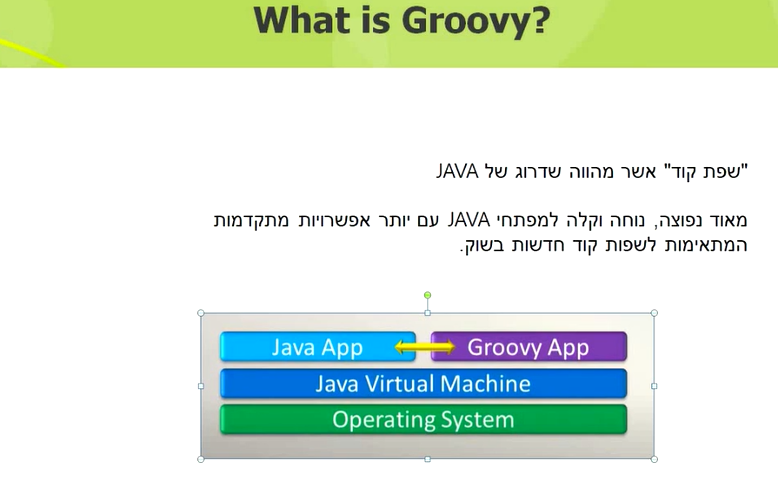 What is Groovy?
"שפת קוד" אשר מהווה שדרוג של JAVA
מאוד נפוצה, נוחה וקלה למפתחי JAVA עם יותר אפשרויות מתקדמות
המתאימות לשפות קוד חדשות בשוק.
Java App
Groovy App
Java Virtual Machine
Operating System